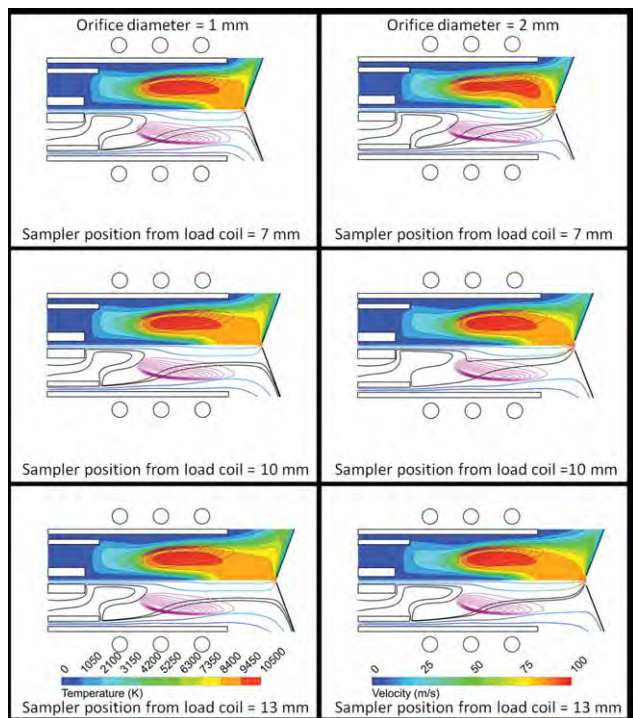 Orifice diameter = 1 mm
Orifice diameter = 2 mm
Sampler position from load coil = 7 mm
Sampler position from load coil = 7 mm
Sampler position from load coil = 10 mm
Sampler position from load coil =10 mm
0 1050 2100 3150 4200 5250 6300 7350 8400 9450 10500
Temperature (K)
0 25 50 75 100
Velocity (m/s)
Sampler position from load coil = 13 mm
Sampler position from load coil = 13 mm